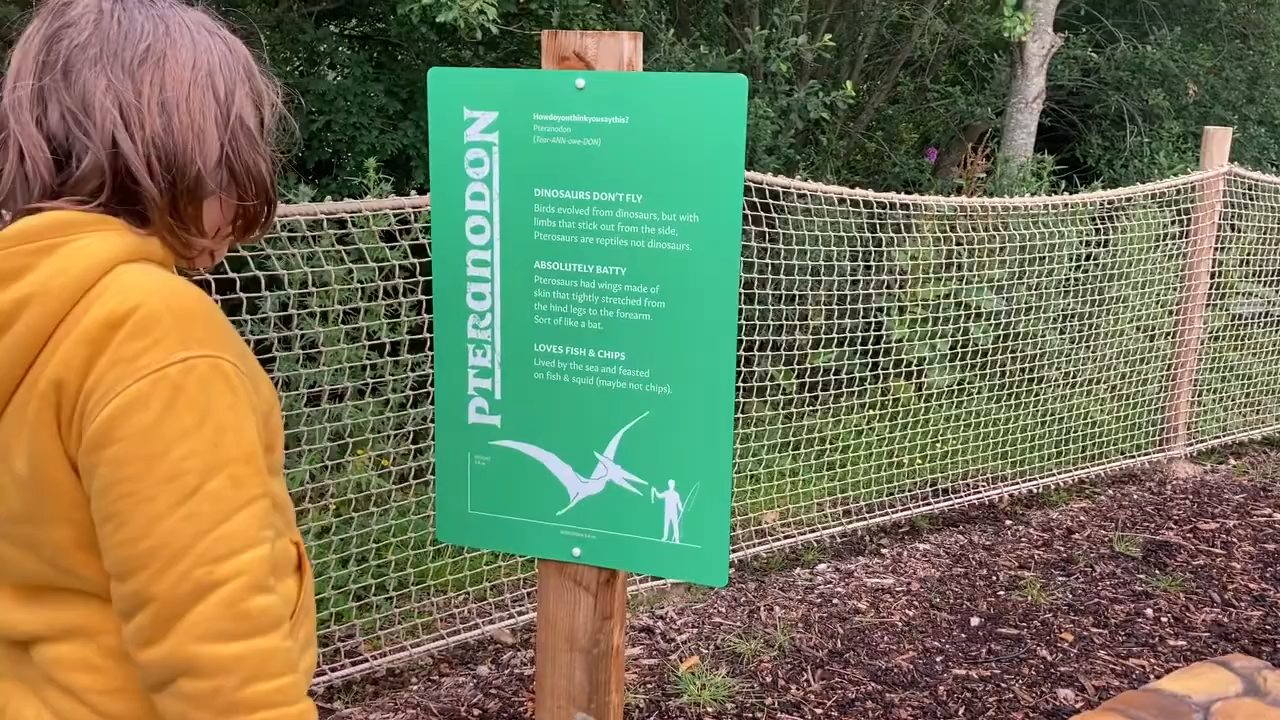 PTERANODON
Howdoyouthinkyousaythis?
Pteranodon
(Tear-ANN-owe-DON)
DINOSAURS DON'T FLY
Birds evolved from dinosaurs, but with
limbs that stick out from the side,
Pterosaurs are reptiles not dinosaurs.
ABSOLUTELY BATTY
Pterosaurs had wings made of
skin that tightly stretched from
the hind legs to the forearm.
Sort of like a bat.
LOVES FISH & CHIPS
Lived by the sea and feasted
on fish & squid (maybe not chips).